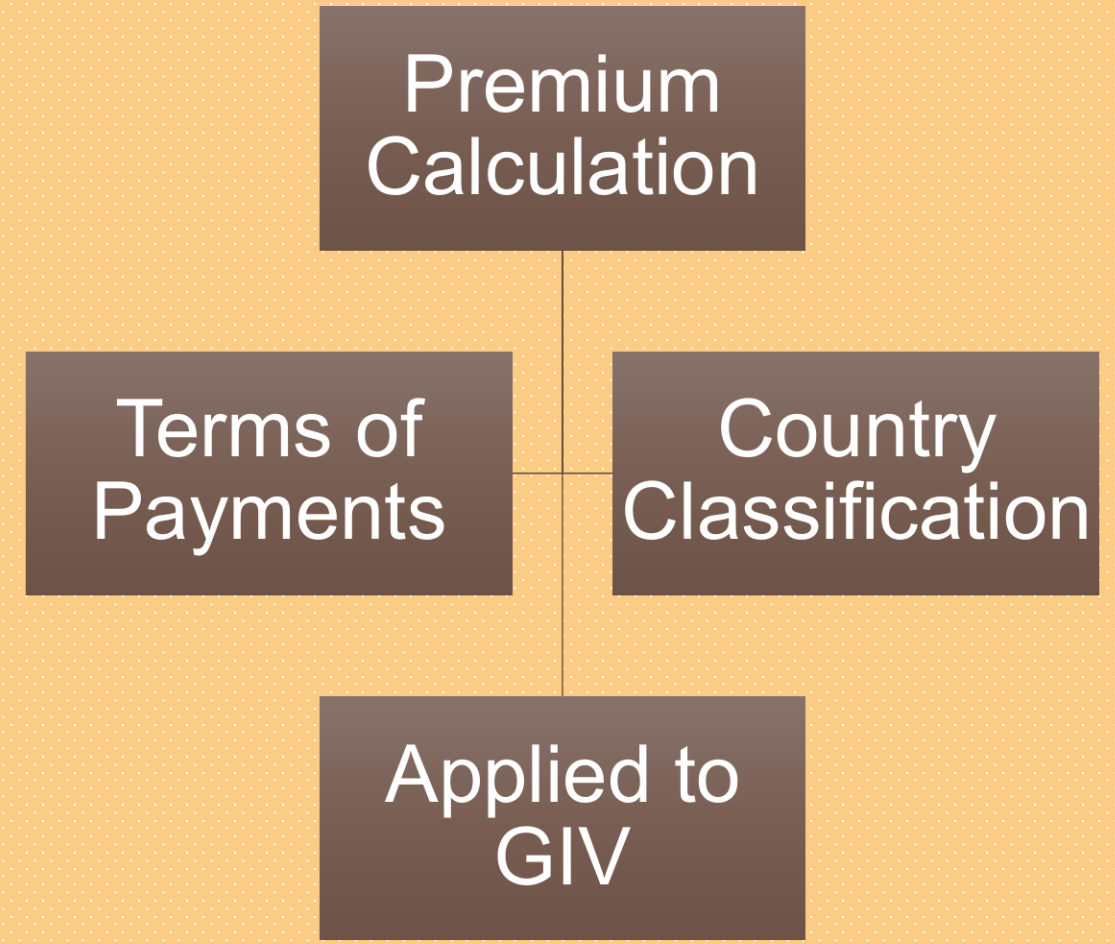 Premium
Calculation
Terms of
Payments
Country
Classification
Applied to
GIV